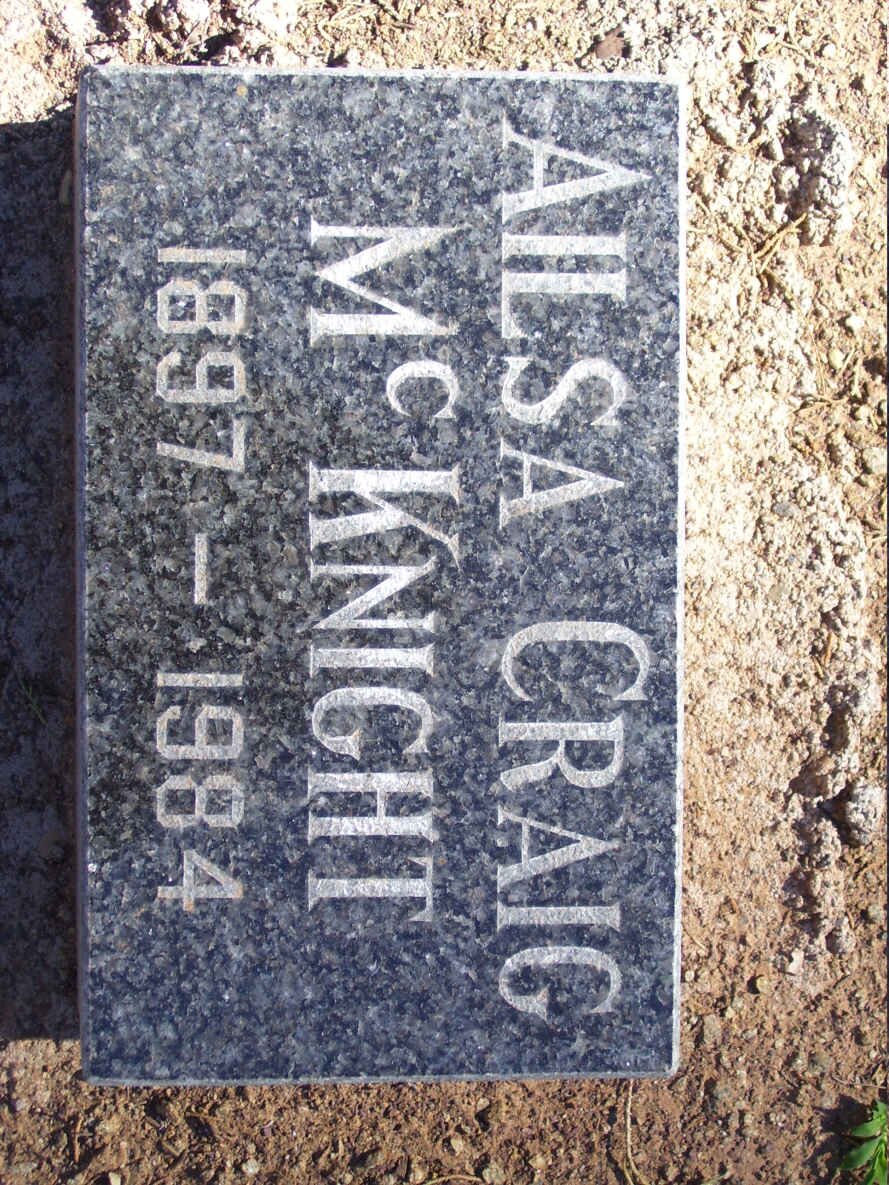 AILSA CRAIG
MCKNIGHT
1897 — 1984